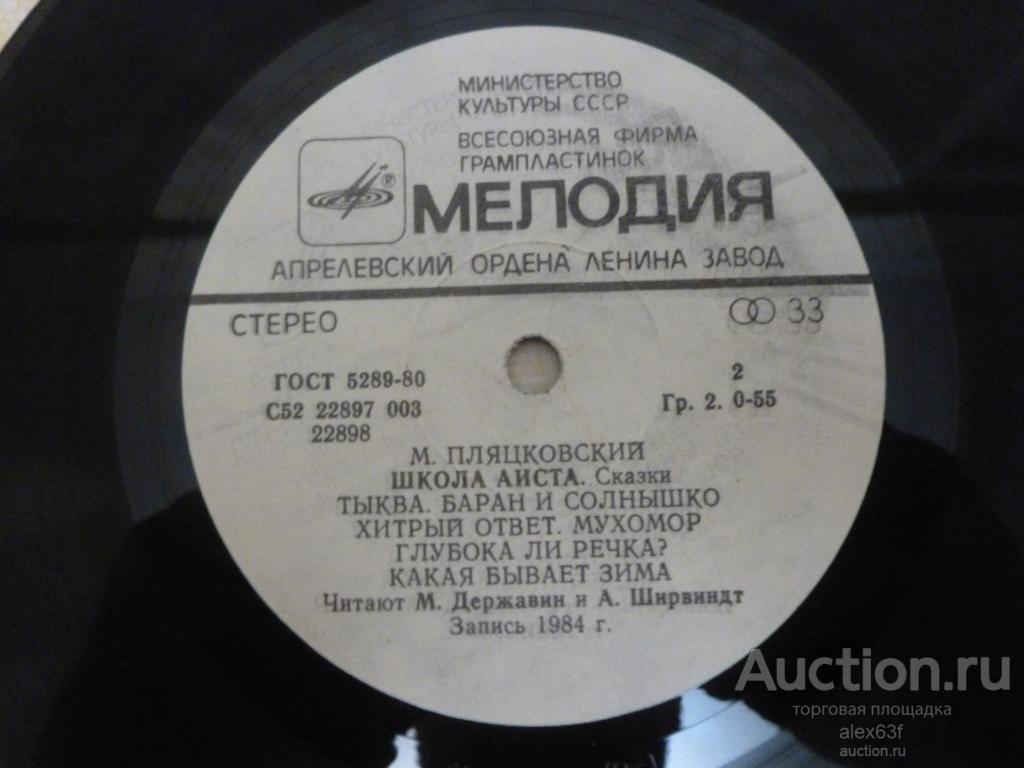 МИНИСТЕРСТВО
КУЛЬТУРЫ СССР
ВСЕСОЮЗНАЯ ФИРМА
ГРАМПЛАСТИНОК
®
МЕЛОДИЯ
АПРЕЛЕВСКИЙ ОРДЕНА ЛЕНИНА ЗАВОД
СТЕРЕО
33
ГОСТ 5289-80
2
С52 22897 003
Гр. 2. 0-55
22898
М. ПЛЯЦКОВСКИЙ
ШКОЛА АИСТА. Сказки
ТЫКВА. БАРАН И СОЛНЫШКО
ХИТРЫЙ ОТВЕТ. МУХОМОР
ГЛУБОКА ЛИ РЕЧКА?
КАКАЯ БЫВАЕТ ЗИМА
Читают М. Державин и А. Ширвиндт
Запись 1984 г.
Auction.ru
торговая площадка
alex63f
auction.ru